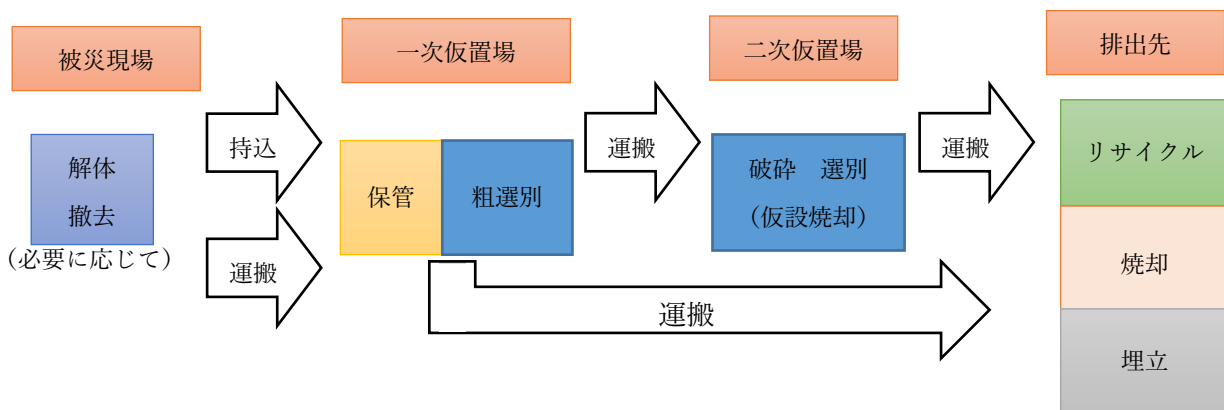 被災現場
一次仮置場
二次仮置場
排出先
解体
撤去
(必要に応じて)
持込
運搬
保管
粗選別
運搬
破砕　選別
(仮設焼却)
運搬
運搬
リサイクル
焼却
埋立